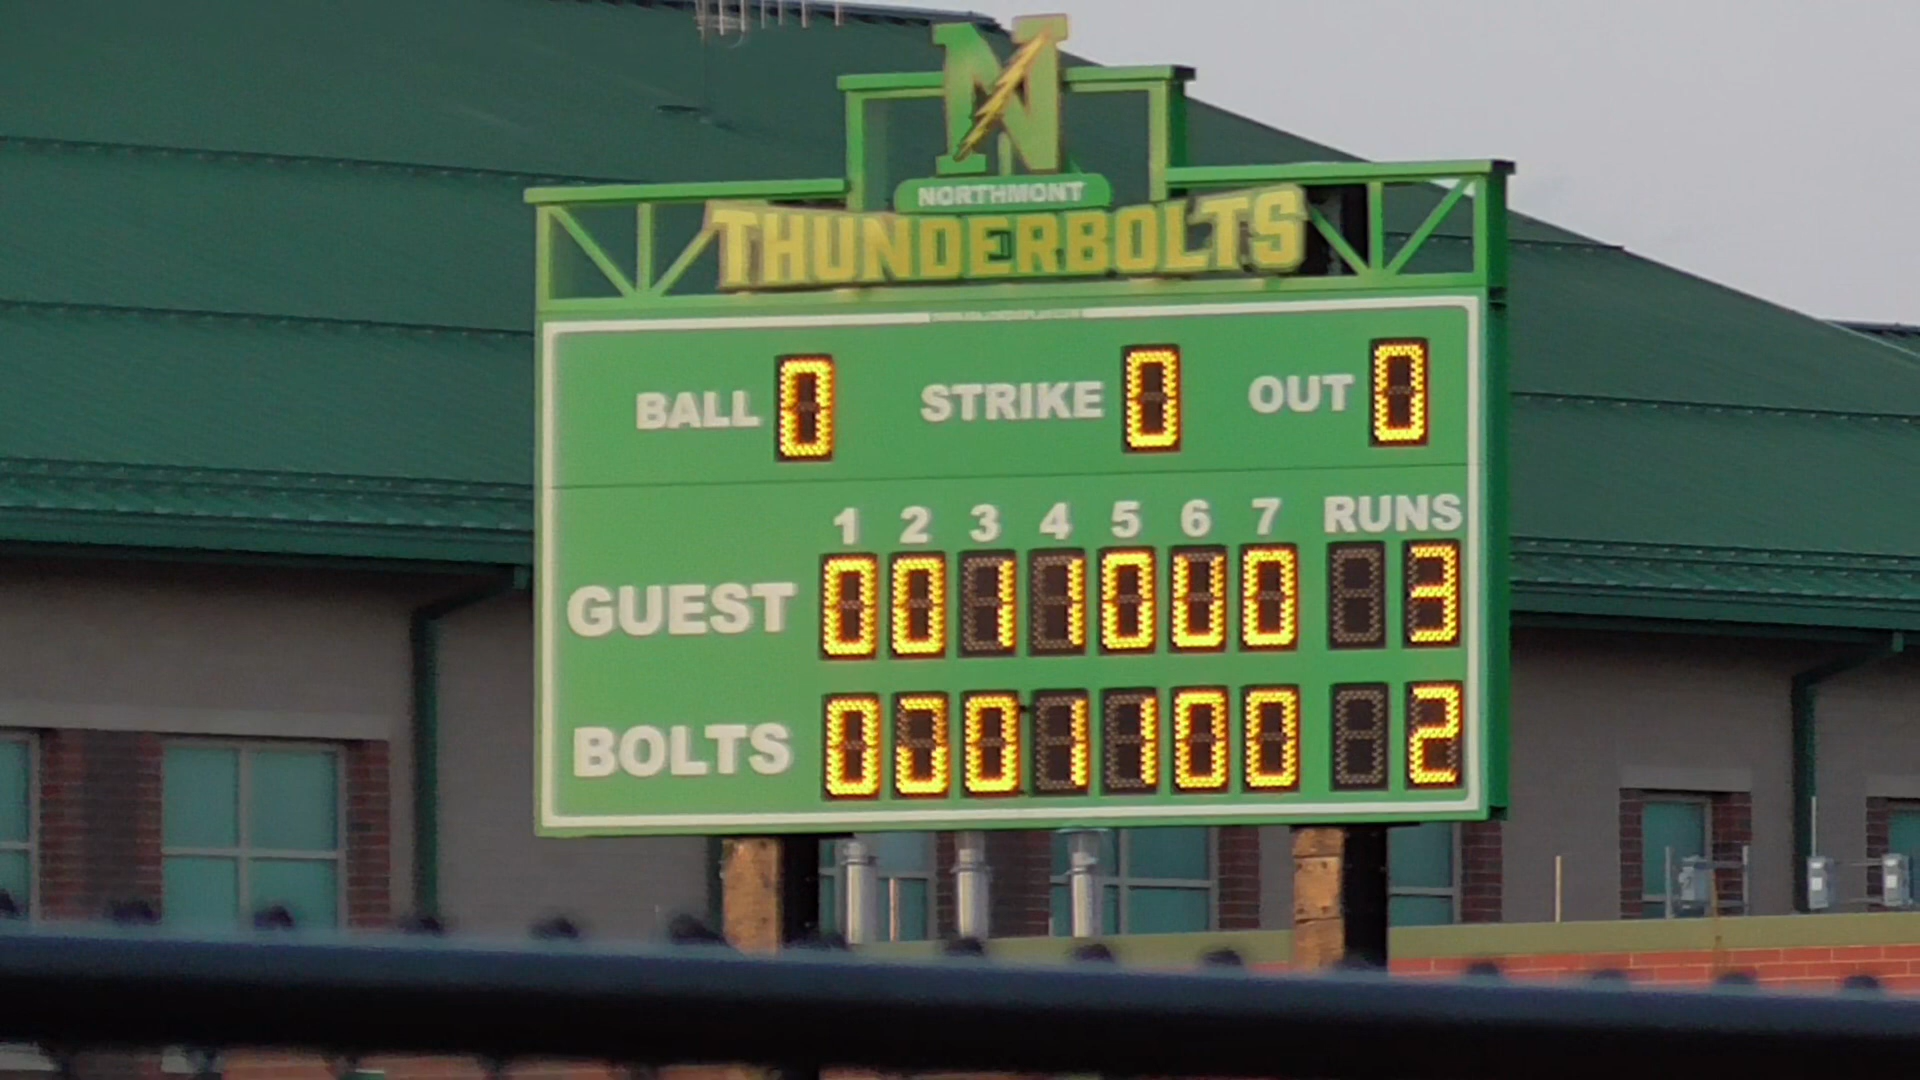 N
NORTHMONT
THUNDERBOLTS
BALL 0 STRIKE 0 OUT 0
1 2 3 4 5 6 7 RUNS
GUEST 0 0 1 1 0 0 0 3
BOLTS 0 0 0 1 1 0 0 2